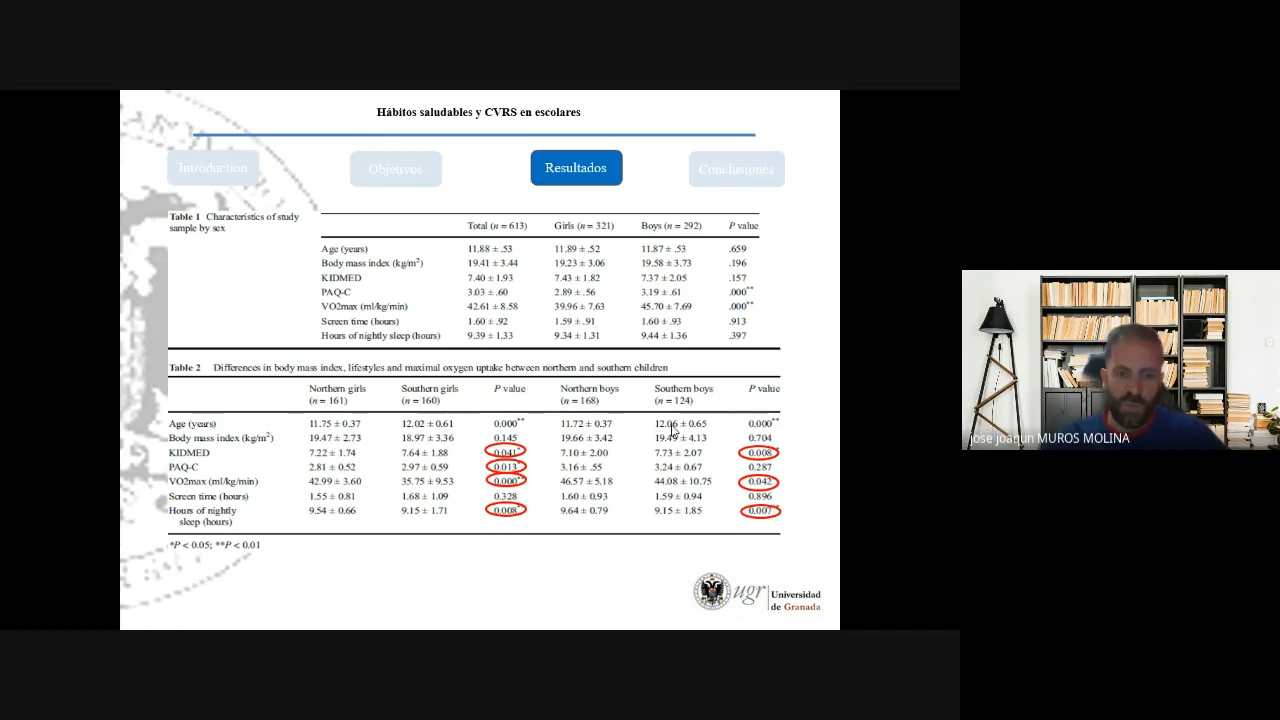 Hábitos saludables y CVRS en escolares
Introduction
Objetivos
Resultados
Conclusiones
Table 1 Characteristics of study
sample by sex
Total (n = 613) Girls (n = 321) Boys (n = 292) P value
Age (years) 11.88 ± .53 11.89 ± .52 11.87 ± .53 .659
Body mass index (kg/m²) 19.41 ± 3.44 19.23 ± 3.06 19.58 ± 3.73 .196
KIDMED 7.40 ± 1.93 7.43 ± 1.82 7.37 ± 2.05 .157
PAQ-C 3.03 ± .60 2.89 ± .56 3.19 ± .61 .000**
VO2max (ml/kg/min) 42.61 ± 8.58 39.96 ± 7.63 45.70 ± 7.69 .000**
Screen time (hours) 1.60 ± .92 1.59 ± .91 1.60 ± .93 .913
Hours of nightly sleep (hours) 9.39 ± 1.33 9.34 ± 1.31 9.44 ± 1.36 .397
Table 2 Differences in body mass index, lifestyles and maximal oxygen uptake between northern and southern children
Northern girls Southern girls P value Northern boys Southern boys P value
(n = 161) (n = 160) (n = 168) (n = 124)
Age (years) 11.75 ± 0.37 12.02 ± 0.61 0.000** 11.72 ± 0.37 12.06 ± 0.65 0.000**
Body mass index (kg/m²) 19.47 ± 2.73 18.97 ± 3.36 0.145 19.66 ± 3.42 19.49 ± 4.13 0.704
KIDMED 7.22 ± 1.74 7.64 ± 1.88 0.041* 7.10 ± 2.00 7.73 ± 2.07 0.008*
PAQ-C 2.81 ± 0.52 2.97 ± 0.59 0.013* 3.16 ± .55 3.24 ± 0.67 0.287
VO2max (ml/kg/min) 42.99 ± 3.60 35.75 ± 9.53 0.000** 46.57 ± 5.18 44.08 ± 10.75 0.042*
Screen time (hours) 1.55 ± 0.81 1.68 ± 1.09 0.328 1.60 ± 0.93 1.59 ± 0.94 0.896
Hours of nightly 9.54 ± 0.66 9.15 ± 1.71 0.008* 9.64 ± 0.79 9.15 ± 1.85 0.007*
sleep (hours)
*P < 0.05; **P < 0.01
ugr Universidad
de Granada
jose joaqun MUROS MOLINA